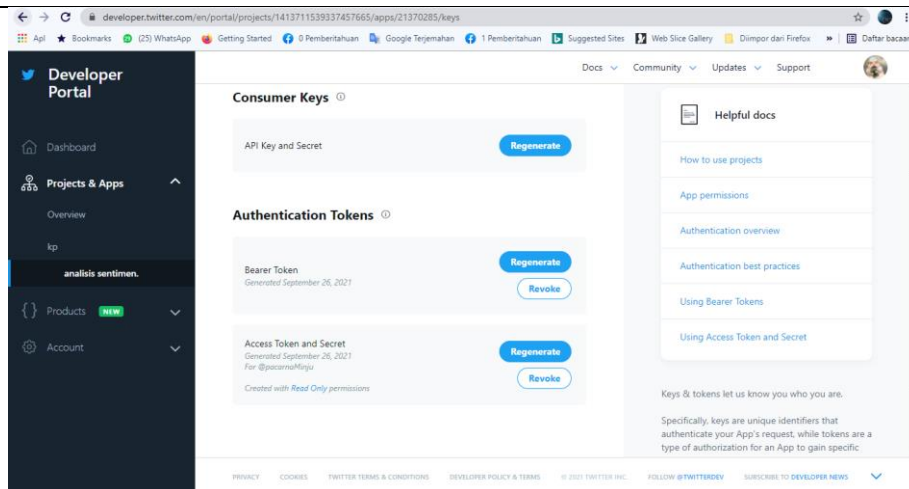 developer.twitter.com/en/portal/projects/1413711539337457665/apps/21370285/keys
Apl Bookmarks (25) WhatsApp Getting Started 0 Pemberitahuan Google Terjemahan 1 Pemberitahuan Suggested Sites Web Slice Gallery Diimpor dari Firefox » Daftar bacaan
Developer
Portal
Docs Community Updates Support
Dashboard
Projects & Apps
Overview
kp
analisis sentimen.
Products NEW
Account
Consumer Keys
API Key and Secret
Regenerate
Authentication Tokens
Bearer Token
Generated September 26, 2021
Regenerate
Revoke
Access Token and Secret
Generated September 26, 2021
For @pacarnaMinju
Created with Read Only permissions
Regenerate
Revoke
Helpful docs
How to use projects
App permissions
Authentication overview
Authentication best practices
Using Bearer Tokens
Using Access Token and Secret
Keys & tokens let us know you who you are.
Specifically, keys are unique identifiers that
authenticate your App's request, while tokens are a
type of authorization for an App to gain specific
PRIVACY COOKIES TWITTER TERMS & CONDITIONS DEVELOPER POLICY & TERMS © 2021 TWITTER INC. FOLLOW @TWITTERDEV SUBSCRIBE TO DEVELOPER NEWS